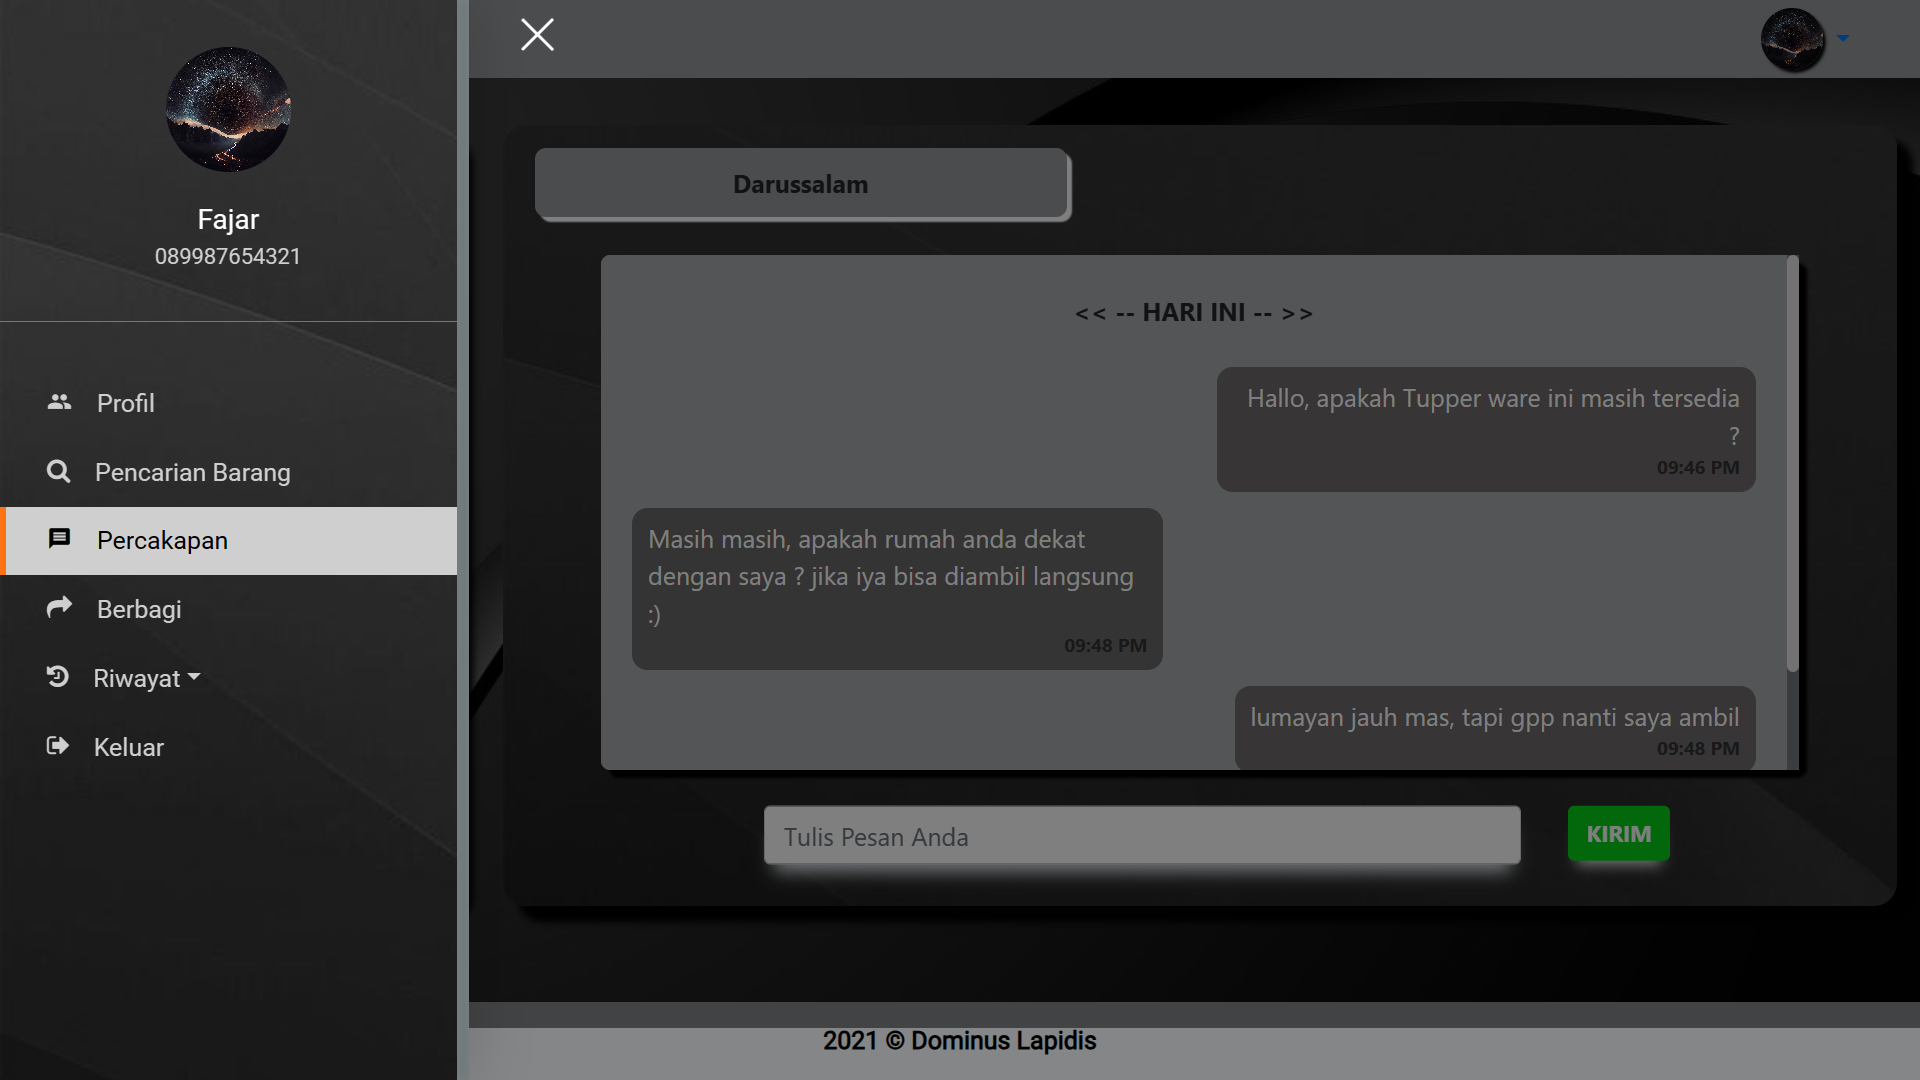 Fajar
089987654321
Profil
Pencarian Barang
Percakapan
Berbagi
Riwayat
Keluar
Darussalam
<< -- HARI INI -- >>
Hallo, apakah Tupper ware ini masih tersedia
?
09:46 PM
Masih masih, apakah rumah anda dekat
dengan saya ? jika iya bisa diambil langsung
:)
09:48 PM
lumayan jauh mas, tapi gpp nanti saya ambil
09:48 PM
Tulis Pesan Anda
KIRIM
2021 © Dominus Lapidis